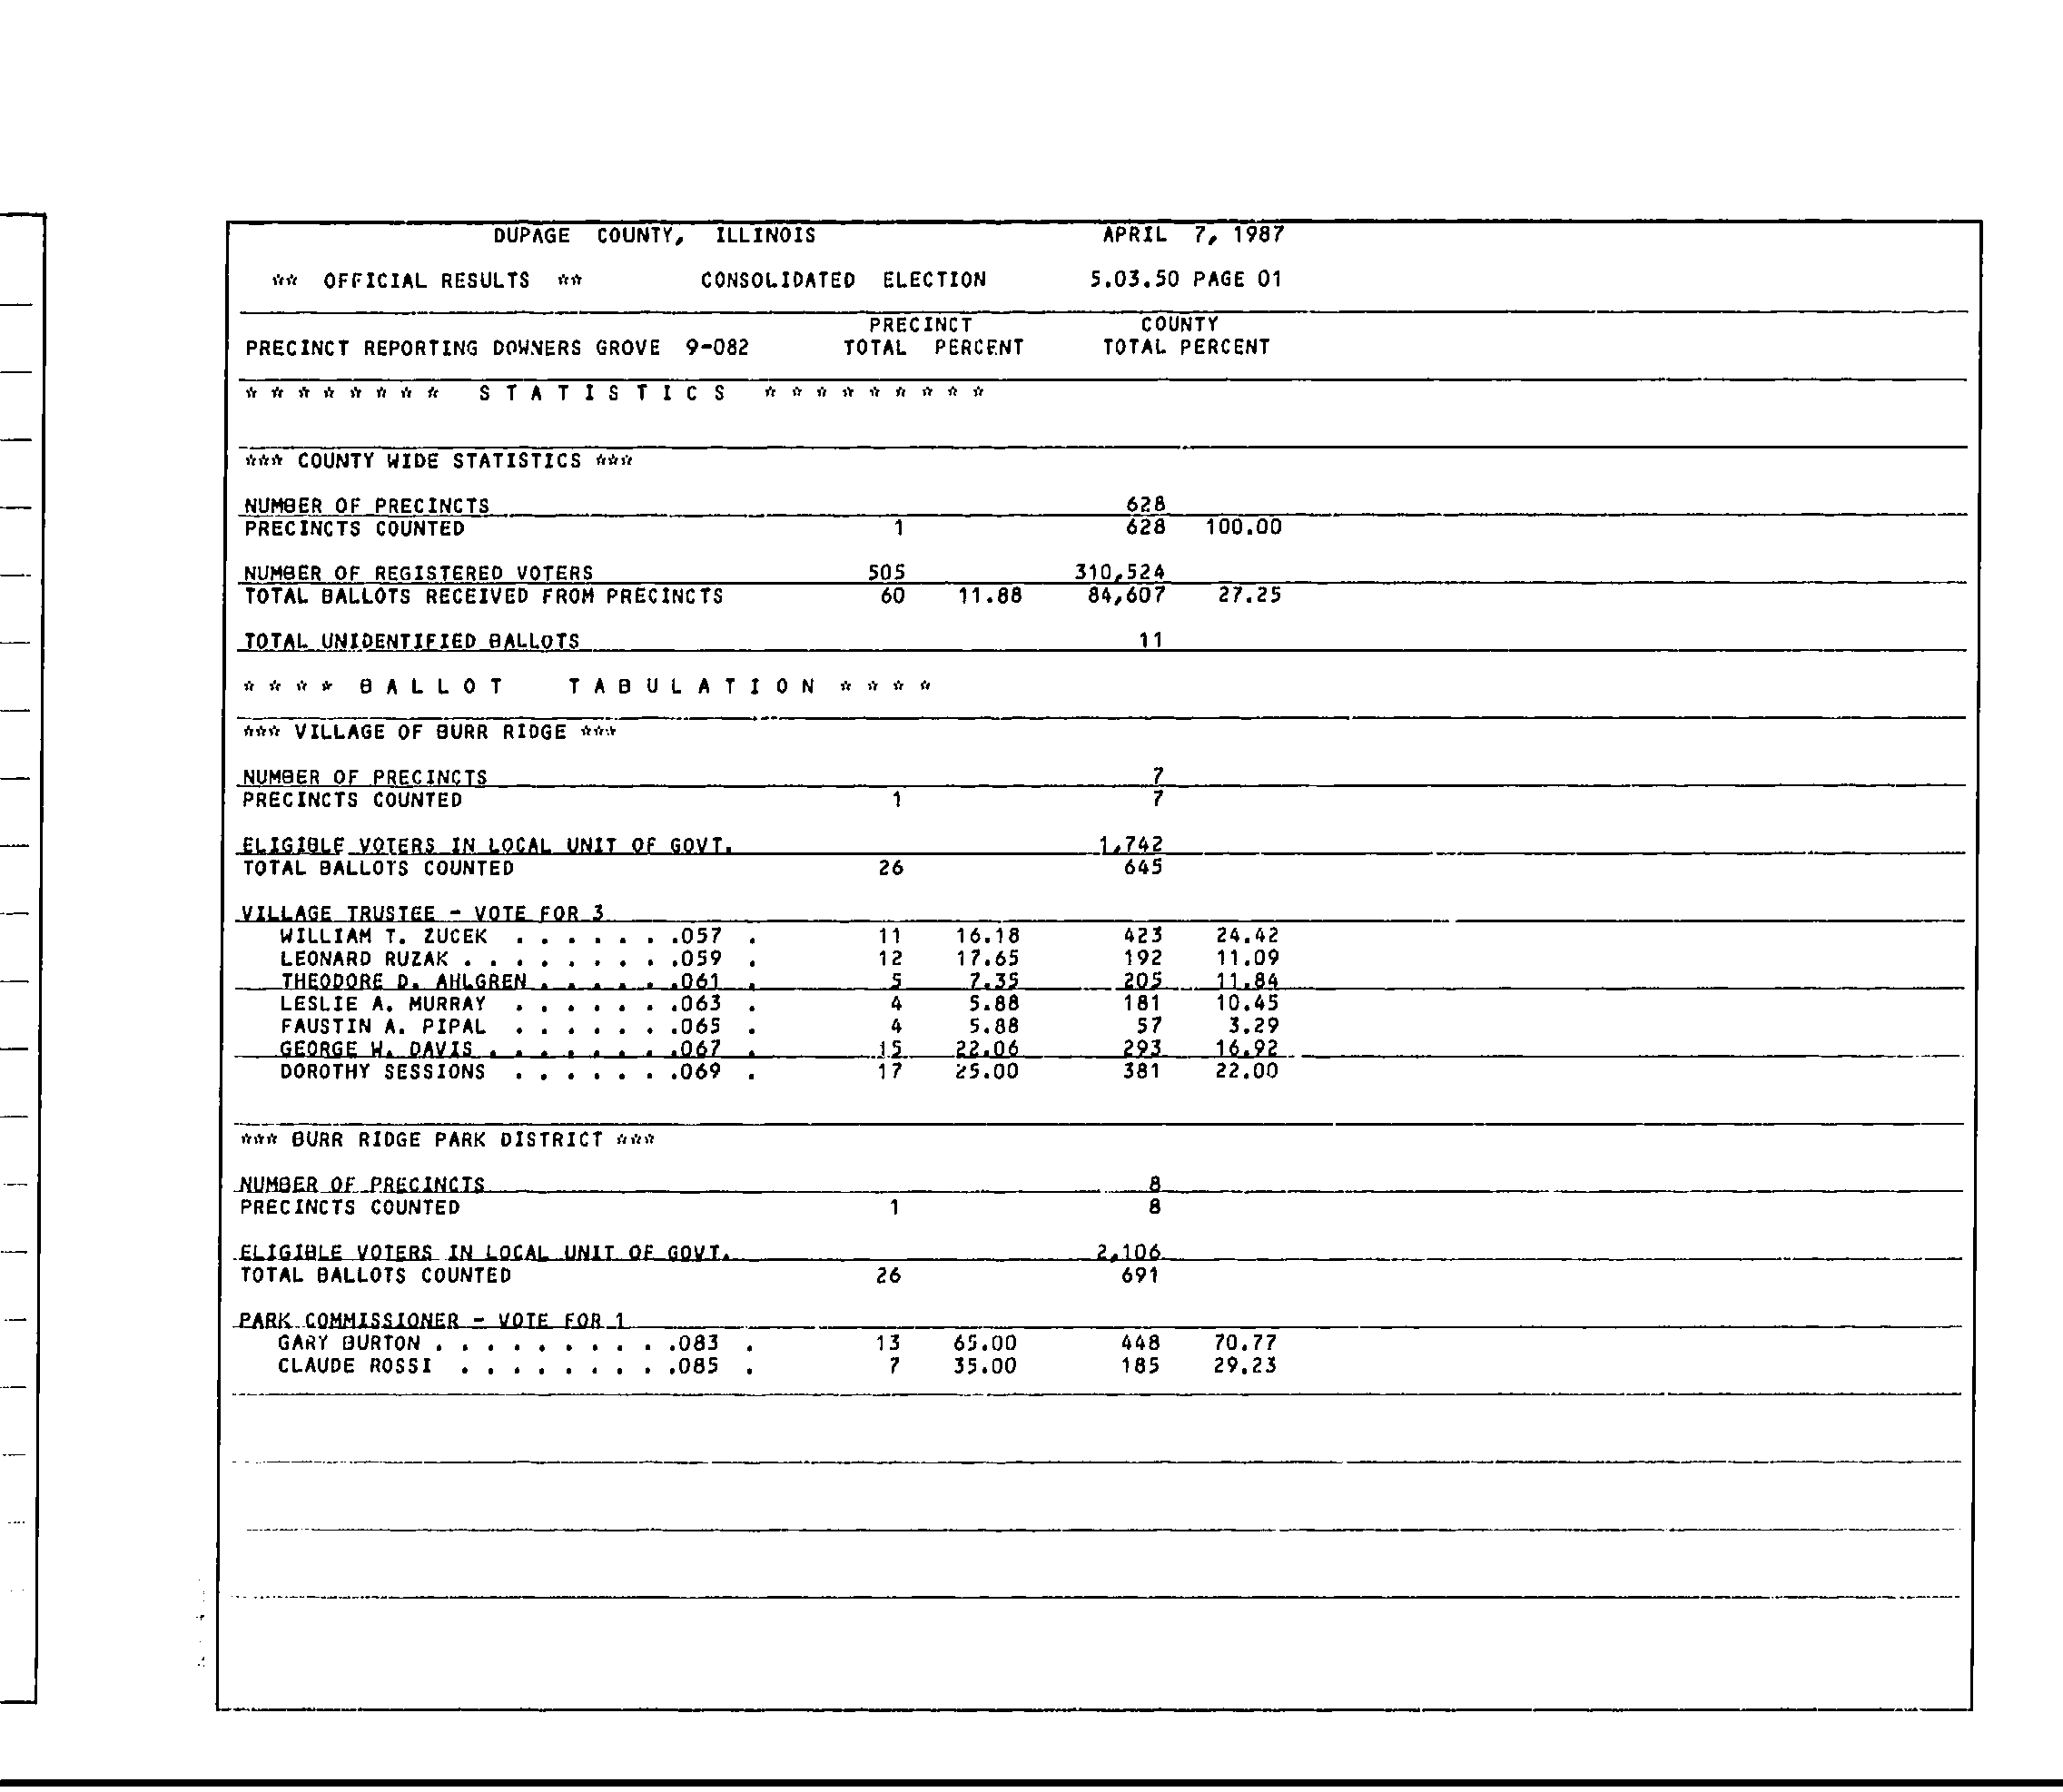 DUPAGE COUNTY, ILLINOIS APRIL 7, 1987
** OFFICIAL RESULTS ** CONSOLIDATED ELECTION 5.03.50 PAGE 01
PRECINCT COUNTY
PRECINCT REPORTING DOWNERS GROVE 9-082 TOTAL PERCENT TOTAL PERCENT
* * * * * * * * S T A T I S T I C S * * * * * * * * *
*** COUNTY WIDE STATISTICS ***
NUMBER OF PRECINCTS 628
PRECINCTS COUNTED 1 628 100.00
NUMBER OF REGISTERED VOTERS 505 310,524
TOTAL BALLOTS RECEIVED FROM PRECINCTS 60 11.88 84,607 27.25
TOTAL UNIDENTIFIED BALLOTS 11
* * * * B A L L O T T A B U L A T I O N * * * *
*** VILLAGE OF BURR RIDGE ***
NUMBER OF PRECINCTS 7
PRECINCTS COUNTED 1 7
ELIGIBLE VOTERS IN LOCAL UNIT OF GOVT. 1,742
TOTAL BALLOTS COUNTED 26 645
VILLAGE TRUSTEE - VOTE FOR 3
WILLIAM T. ZUCEK . . . . . . .057 . 11 16.18 423 24.42
LEONARD RUZAK . . . . . . . . .059 . 12 17.65 192 11.09
THEODORE D. AHLGREN . . . . . .061 . 5 7.35 205 11.84
LESLIE A. MURRAY . . . . . . .063 . 4 5.88 181 10.45
FAUSTIN A. PIPAL . . . . . . .065 . 4 5.88 57 3.29
GEORGE W. DAVIS . . . . . . . .067 . 15 22.06 293 16.92
DOROTHY SESSIONS . . . . . . .069 . 17 25.00 381 22.00
*** BURR RIDGE PARK DISTRICT ***
NUMBER OF PRECINCTS 8
PRECINCTS COUNTED 1 8
ELIGIBLE VOTERS IN LOCAL UNIT OF GOVT. 2,106
TOTAL BALLOTS COUNTED 26 691
PARK COMMISSIONER - VOTE FOR 1
GARY BURTON . . . . . . . . . .083 . 13 65.00 448 70.77
CLAUDE ROSSI . . . . . . . . .085 . 7 35.00 185 29.23